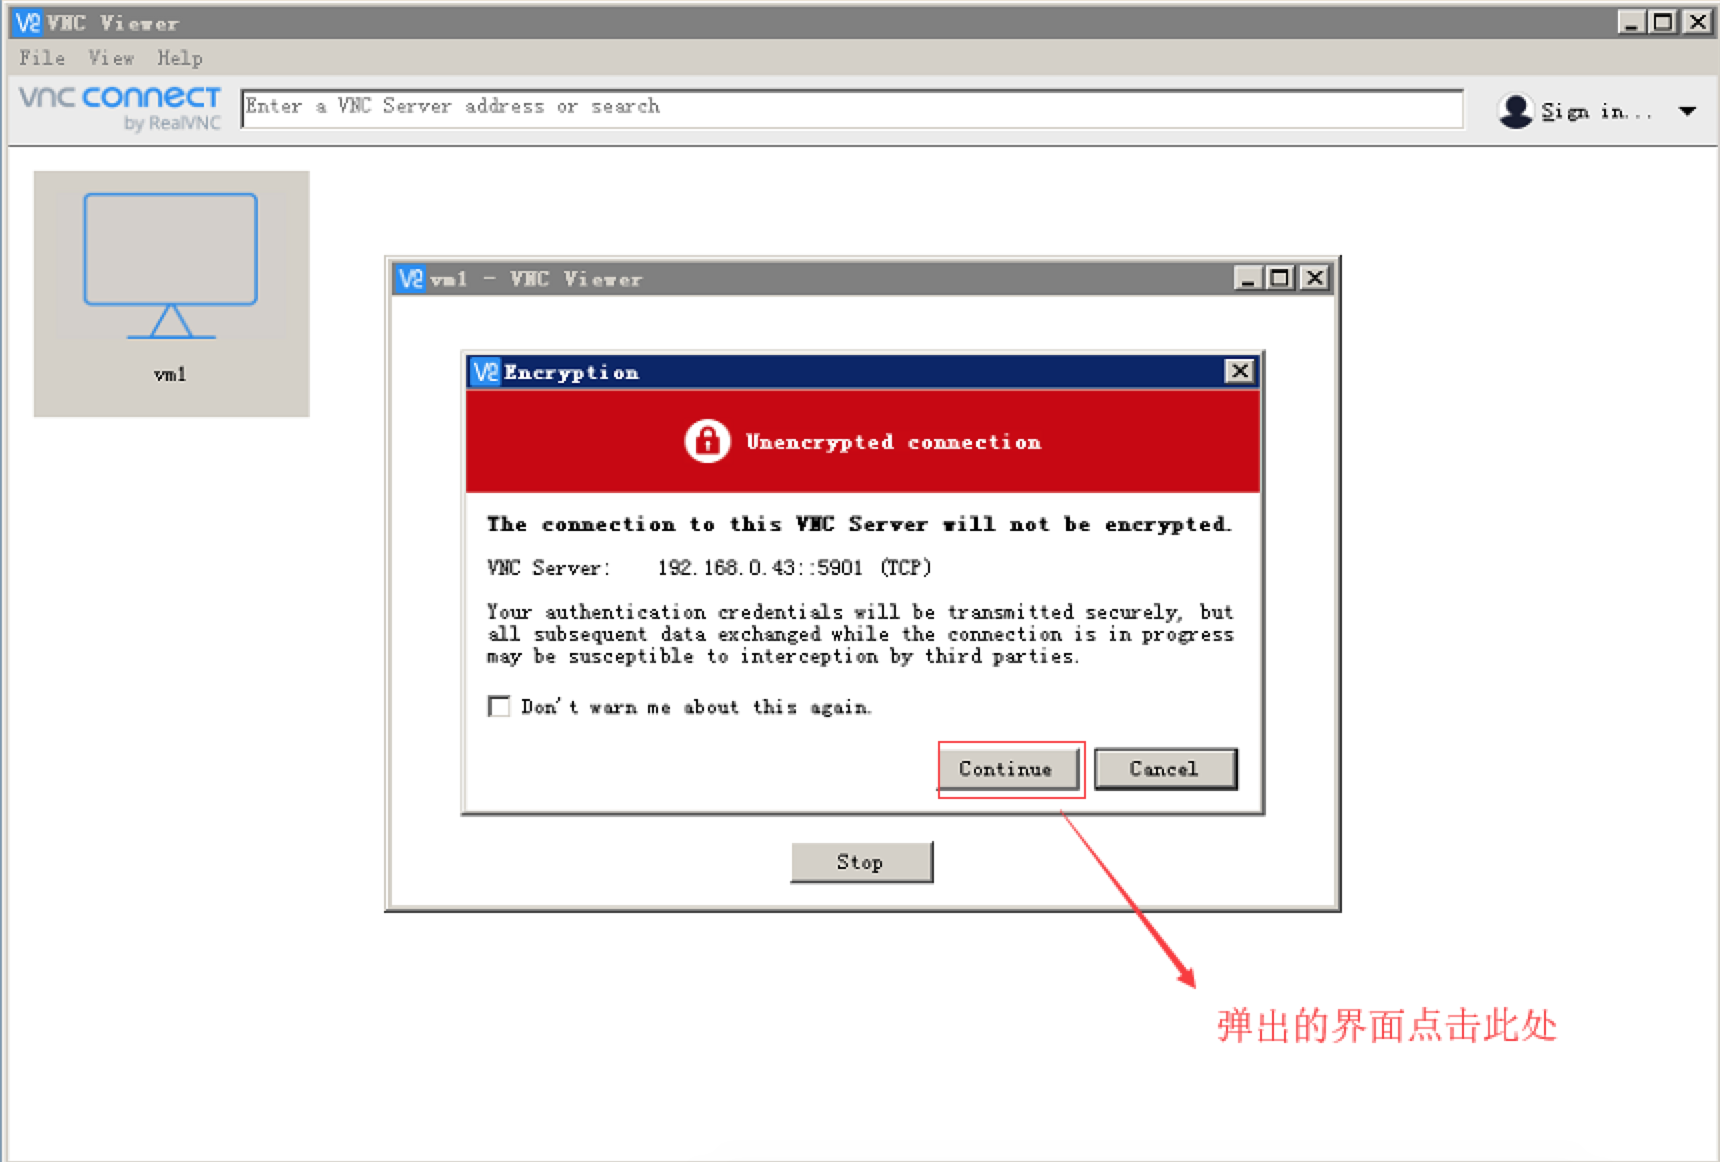 VNC Viewer
File View Help
vnc connect
by RealVNC
Enter a VNC Server address or search
Sign in...
vm1
vm1 - VNC Viewer
Encryption
Unencrypted connection
The connection to this VNC Server will not be encrypted.
VNC Server: 192.168.0.43::5901 (TCP)
Your authentication credentials will be transmitted securely, but
all subsequent data exchanged while the connection is in progress
may be susceptible to interception by third parties.
Don't warn me about this again.
Continue Cancel
Stop
弹出的界面点击此处